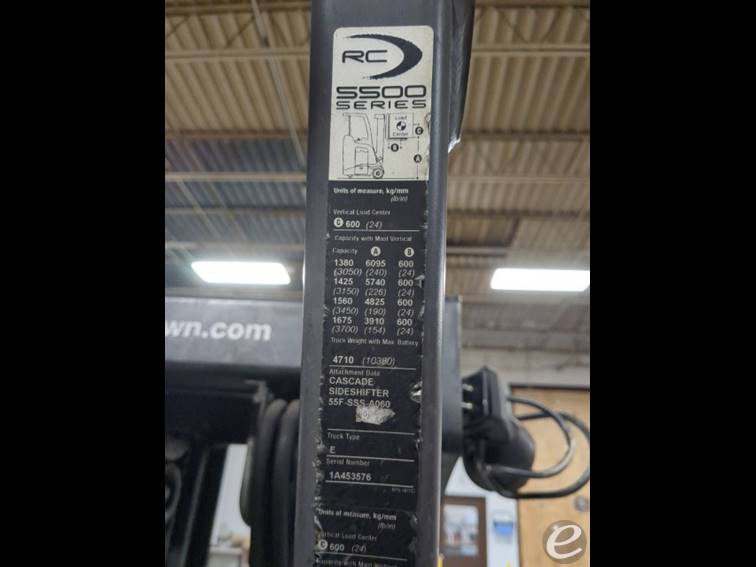 RC
5500
SERIES
Load
Center
C
B
A
Units of measure, kg/mm
(lb/in)
Vertical Load Center
C 600 (24)
Capacity with Mast Vertical
Capacity A B
1380 6095 600
(3050) (240) (24)
1425 5740 600
(3150) (226) (24)
1560 4825 600
(3450) (190) (24)
1675 3910 600
(3700) (154) (24)
Truck Weight with Max Battery
4710 (10380)
Attachment Data
CASCADE
SIDESHIFTER
55F-SSS-A060
Truck Type
E
Serial Number
1A453576
Units of measure, kg/mm
(lb/in)
Vertical Load Center
C 600 (24)
Capacity with Mast Vertical
wn.com
e